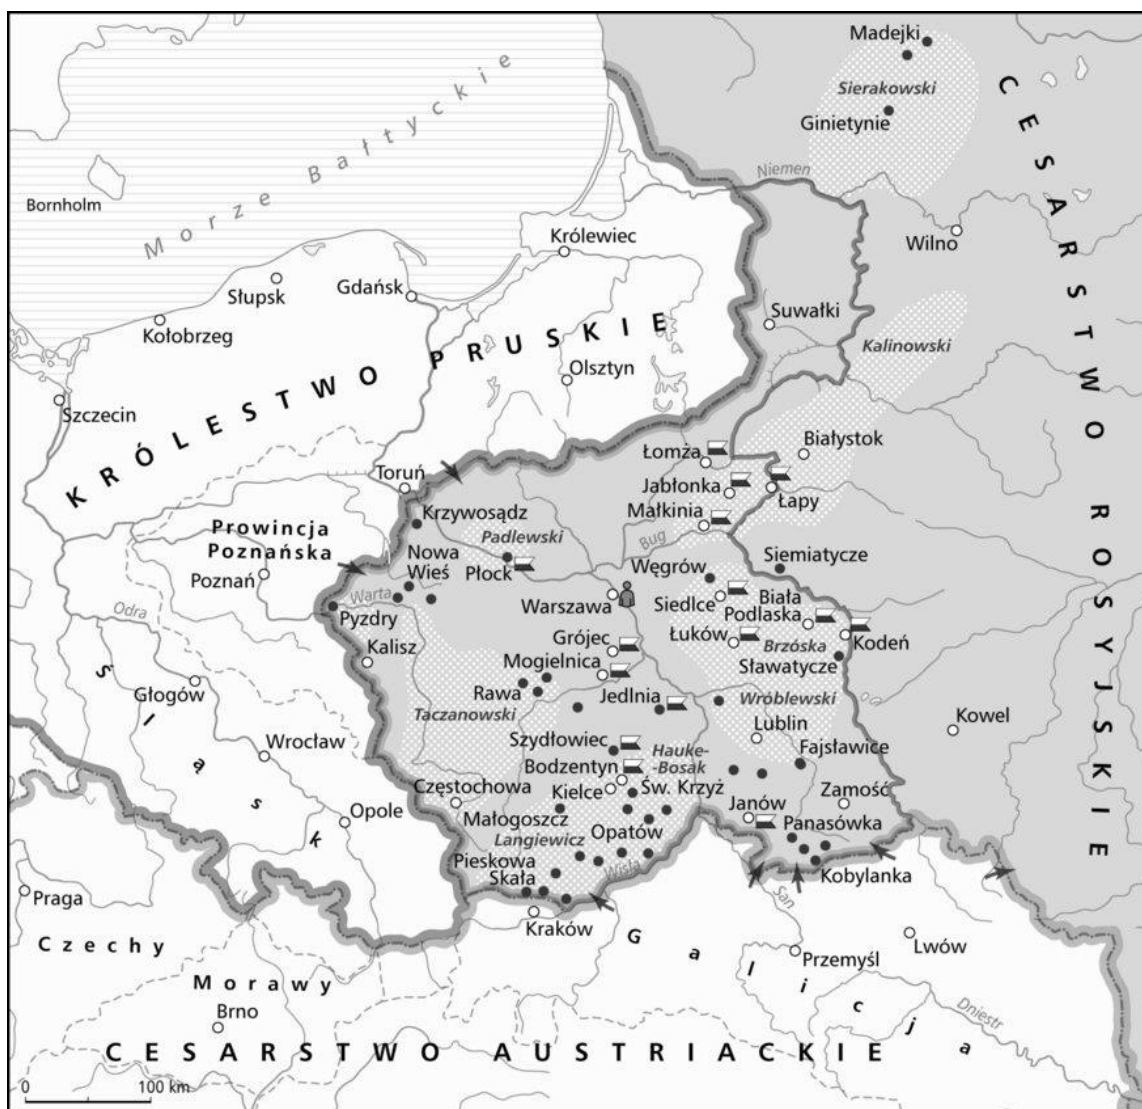 Madejki
Sierakowski
Ginietynie
CESARSTWO ROSYJSKIE
Morze Bałtyckie
Bornholm
Niemen
Wilno
Królewiec
Słupsk
Gdańsk
Kołobrzeg
Suwałki
Kalinowski
KRÓLESTWO PRUSKIE
Olsztyn
Szczecin
Białystok
Łomża
Toruń
Jabłonka
Łapy
Małkinia
Krzywosądz
Prowincja
Poznańska
Padlewski
Bug
Nowa
Wieś
Płock
Węgrów
Siemiatycze
Poznań
Warta
Warszawa
Siedlce
Biała
Podlaska
Odra
Pyzdry
Kalisz
Grójec
Łuków
Brzóska
Kodeń
Mogielnica
Sławatycze
Śląsk
Głogów
Rawa
Jedlnia
Wróblewski
Taczanowski
Lublin
Kowel
Wrocław
Szydłowiec
Hauke-
-Bosak
Fajsławice
Bodzentyn
Częstochowa
Kielce
Św. Krzyż
Zamość
Janów
Małogoszcz
Opole
Langiewicz
Opatów
Panasówka
Pieskowa
Skała
Wisła
Kobylanka
Praga
Kraków
San
Galicja
Lwów
Czechy
Przemyśl
Morawy
Brno
Dniestr
CESARSTWO AUSTRIACKIE
0 100 km